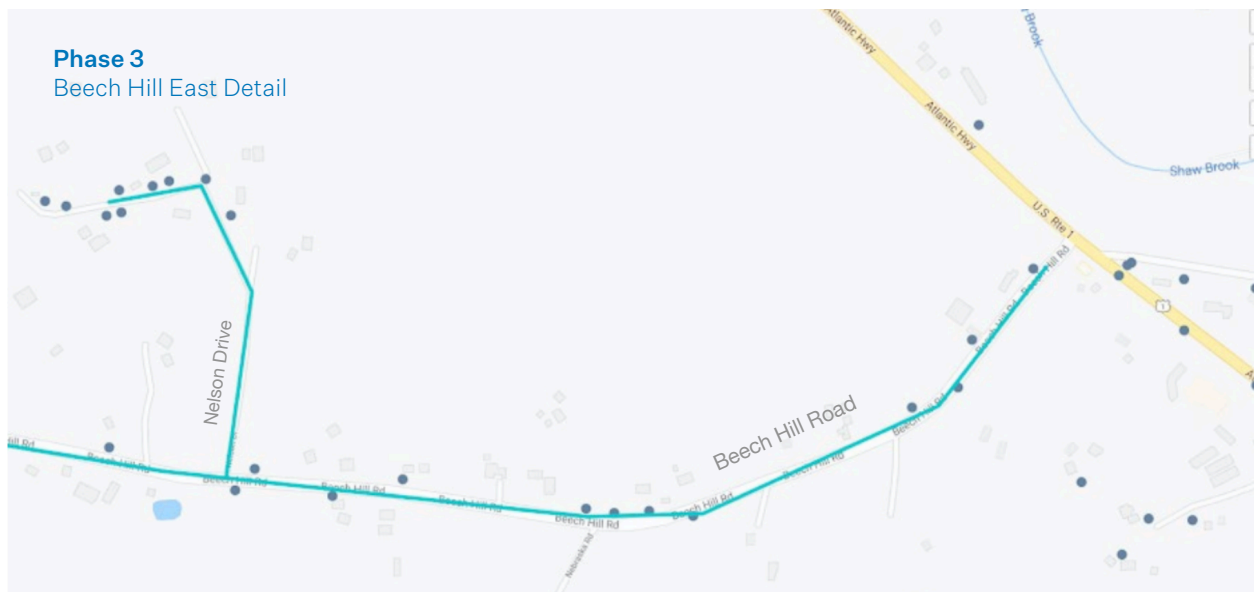 Phase 3
Beech Hill East Detail
Atlantic Hwy
Brook
Atlantic Hwy
Shaw Brook
U.S. Rte 1
Hill Rd
1
Beech Hill Rd
Nelson Drive
Beech Hill Road
Beech Hill Rd
Beech Hill Rd
Beech Hill Rd
Beech Hill Rd
Beech Hill Rd
Beech Hill Rd
Beech Hill Rd
Beech Hill Rd
Nebraska Rd